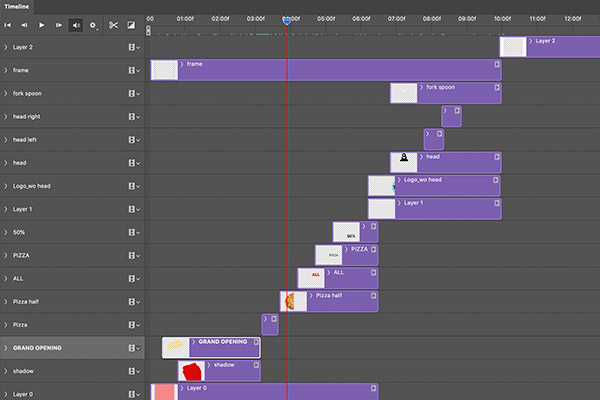 Timeline
00 01:00f 02:00f 03:00f 04:00f 05:00f 06:00f 07:00f 08:00f 09:00f 10:00f 11:00f 12:00f
Layer 2 Layer 2
frame frame
fork spoon fork spoon
head right
head left
head head
Logo_wo head Logo_wo head
Layer 1 Layer 1
50% 50%
PIZZA PIZZA PIZZA
ALL ALL ALL
Pizza half Pizza half
Pizza
GRAND OPENING GRAND OPENING
shadow shadow
Layer 0 Layer 0